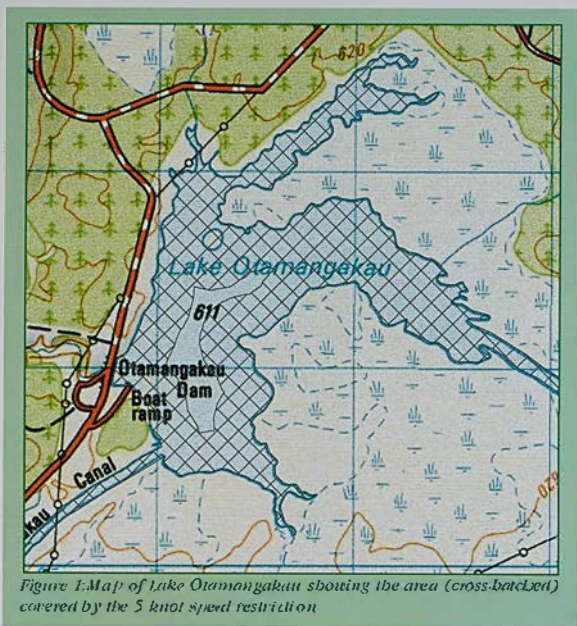 620
Lake Otamangakau
611
Otamangakau
Dam
Boat
ramp
Canal
620
Figure 1:Map of Lake Otamangakau showing the area (cross-hatched)
covered by the 5 knot speed restriction